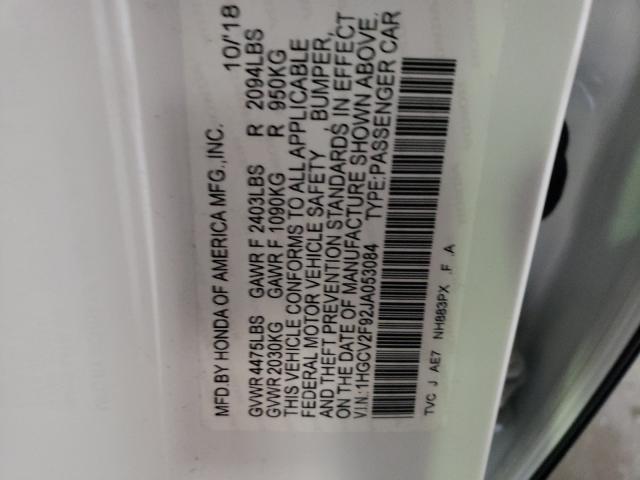 MFD.BY HONDA OF AMERICA MFG.,INC. 10/'18
GVWR 4475LBS GAWR F 2403LBS R 2094LBS
GVWR 2030KG GAWR F 1090KG R 950KG
THIS VEHICLE CONFORMS TO ALL APPLICABLE
FEDERAL MOTOR VEHICLE SAFETY , BUMPER,
AND THEFT PREVENTION STANDARDS IN EFFECT
ON THE DATE OF MANUFACTURE SHOWN ABOVE.
V.I.N.:1HGCV2F92JA053084 TYPE:PASSENGER CAR
TVC J AE7 NH883PX .F .A